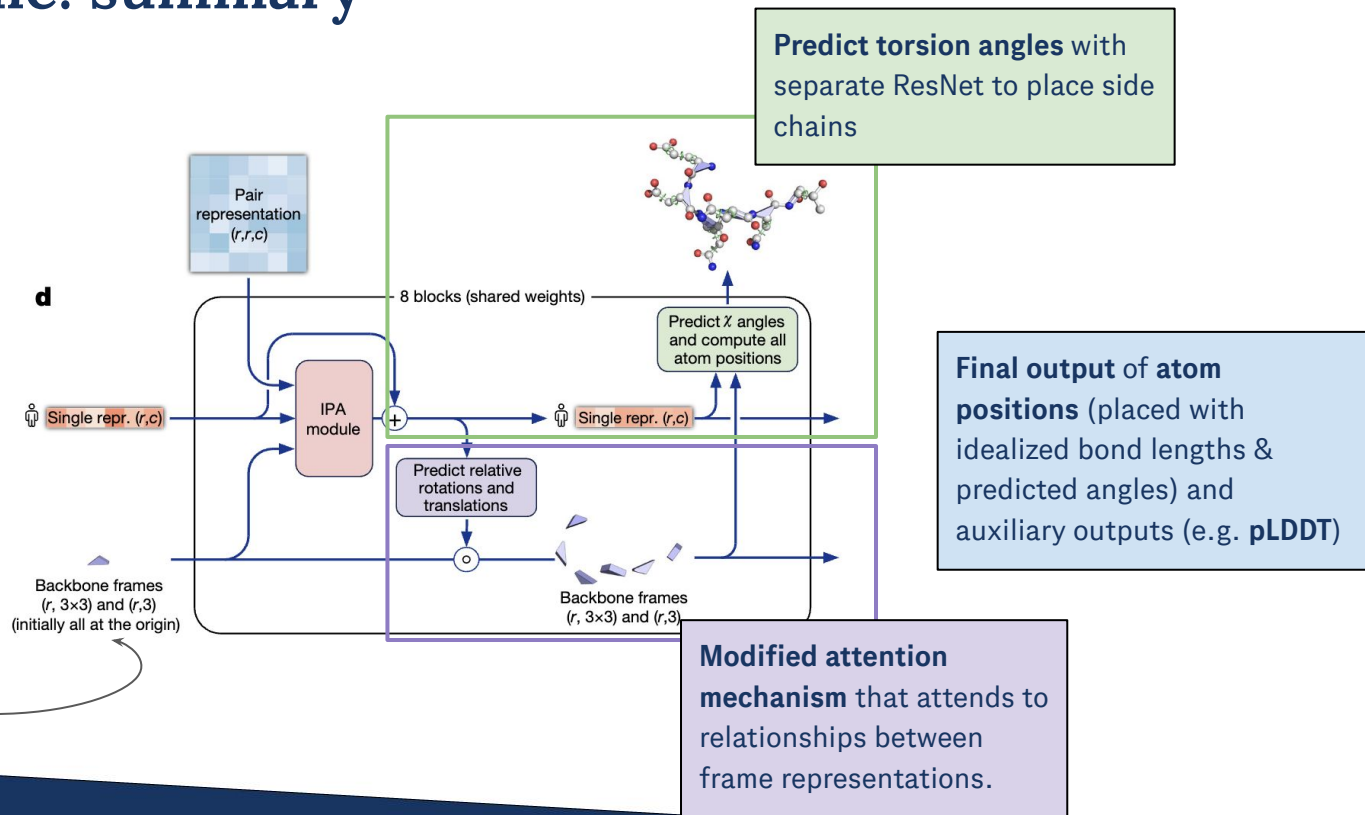 summary
Predict torsion angles with
separate ResNet to place side
chains
Pair
representation
(r,r,c)
d
8 blocks (shared weights)
Predict χ angles
and compute all
atom positions
Single repr. (r,c)
IPA
module
+
Single repr. (r,c)
Predict relative
rotations and
translations
Backbone frames
(r, 3×3) and (r,3)
(initially all at the origin)
Backbone frames
(r, 3×3) and (r,3)
Final output of atom
positions (placed with
idealized bond lengths &
predicted angles) and
auxiliary outputs (e.g. pLDDT)
Modified attention
mechanism that attends to
relationships between
frame representations.